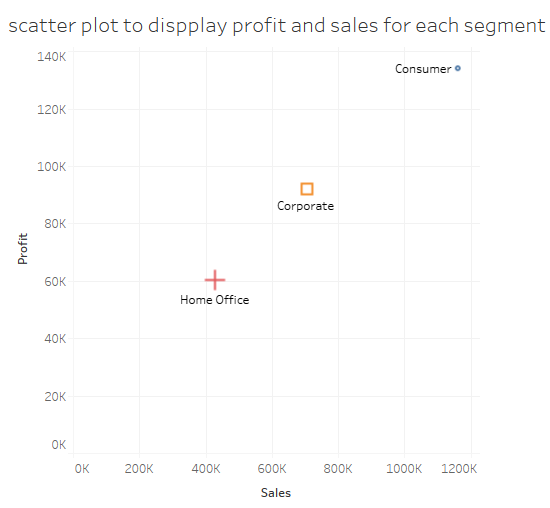 scatter plot to dispplay profit and sales for each segment
140K
Consumer
120K
100K
Corporate
80K
Profit
60K
Home Office
40K
20K
0K
0K 200K 400K 600K 800K 1000K 1200K
Sales